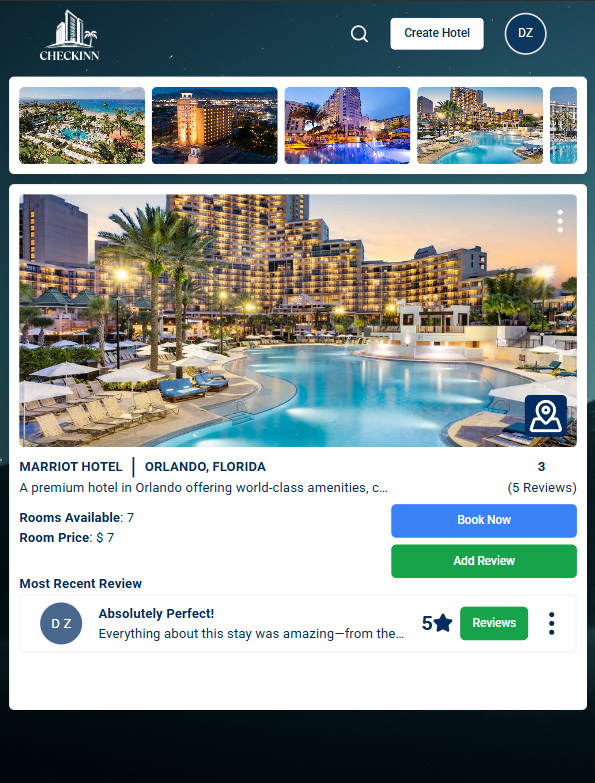 CHECKINN
Create Hotel
DZ
MARRIOT HOTEL | ORLANDO, FLORIDA
3
A premium hotel in Orlando offering world-class amenities, c...
(5 Reviews)
Rooms Available: 7
Room Price: $ 7
Book Now
Add Review
Most Recent Review
D Z
Absolutely Perfect!
Everything about this stay was amazing—from the...
5
Reviews